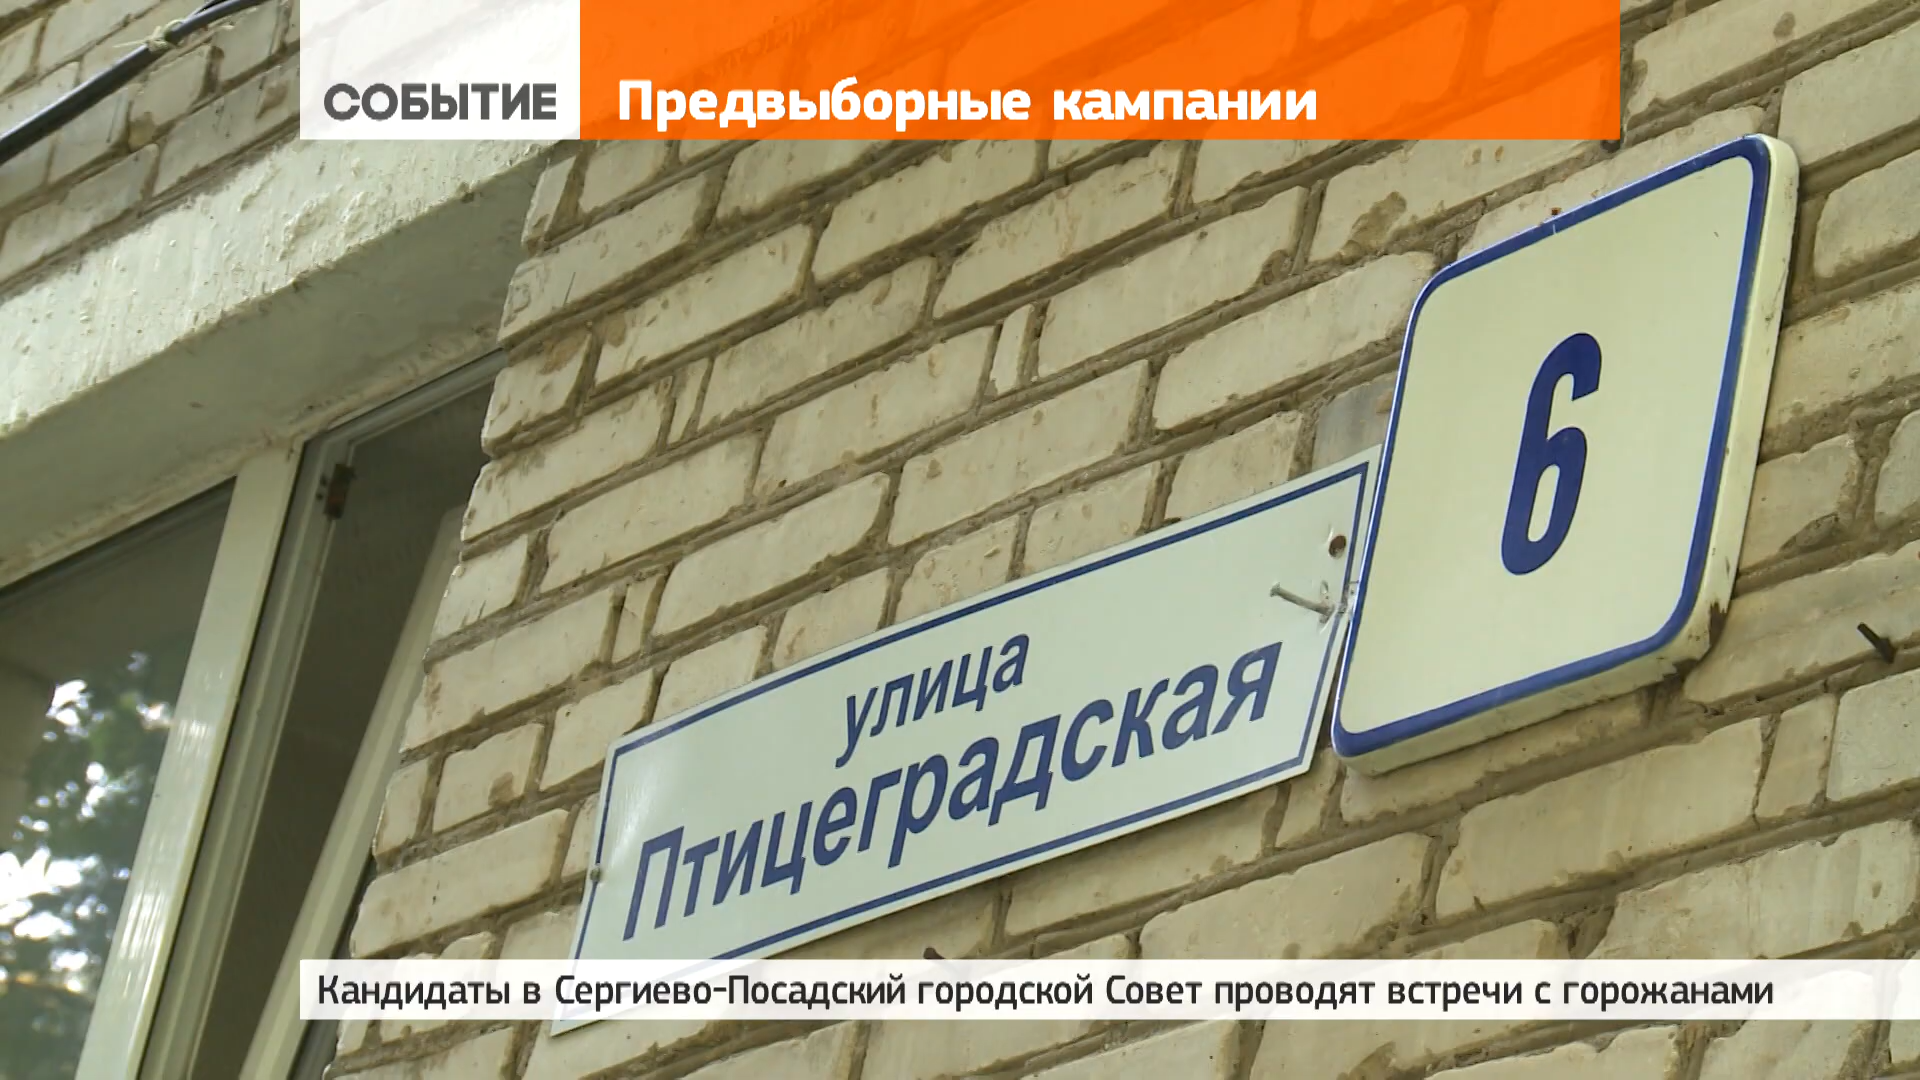 СОБЫТИЕ
Предвыборные кампании
6
улица
Птицеградская
Кандидаты в Сергиево-Посадский городской Совет проводят встречи с горожанами